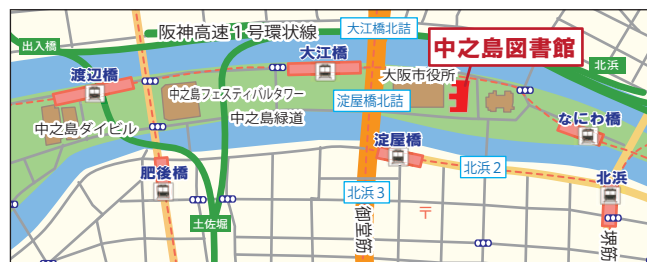 出入橋
阪神高速1号環状線
大江橋北詰
中之島図書館
渡辺橋
大江橋
大阪市役所
北浜
中之島フェスティバルタワー
淀屋橋北詰
中之島ダイビル
中之島緑道
なにわ橋
淀屋橋
肥後橋
北浜2
北浜3
北浜
土佐堀
〒
御堂筋
堺筋